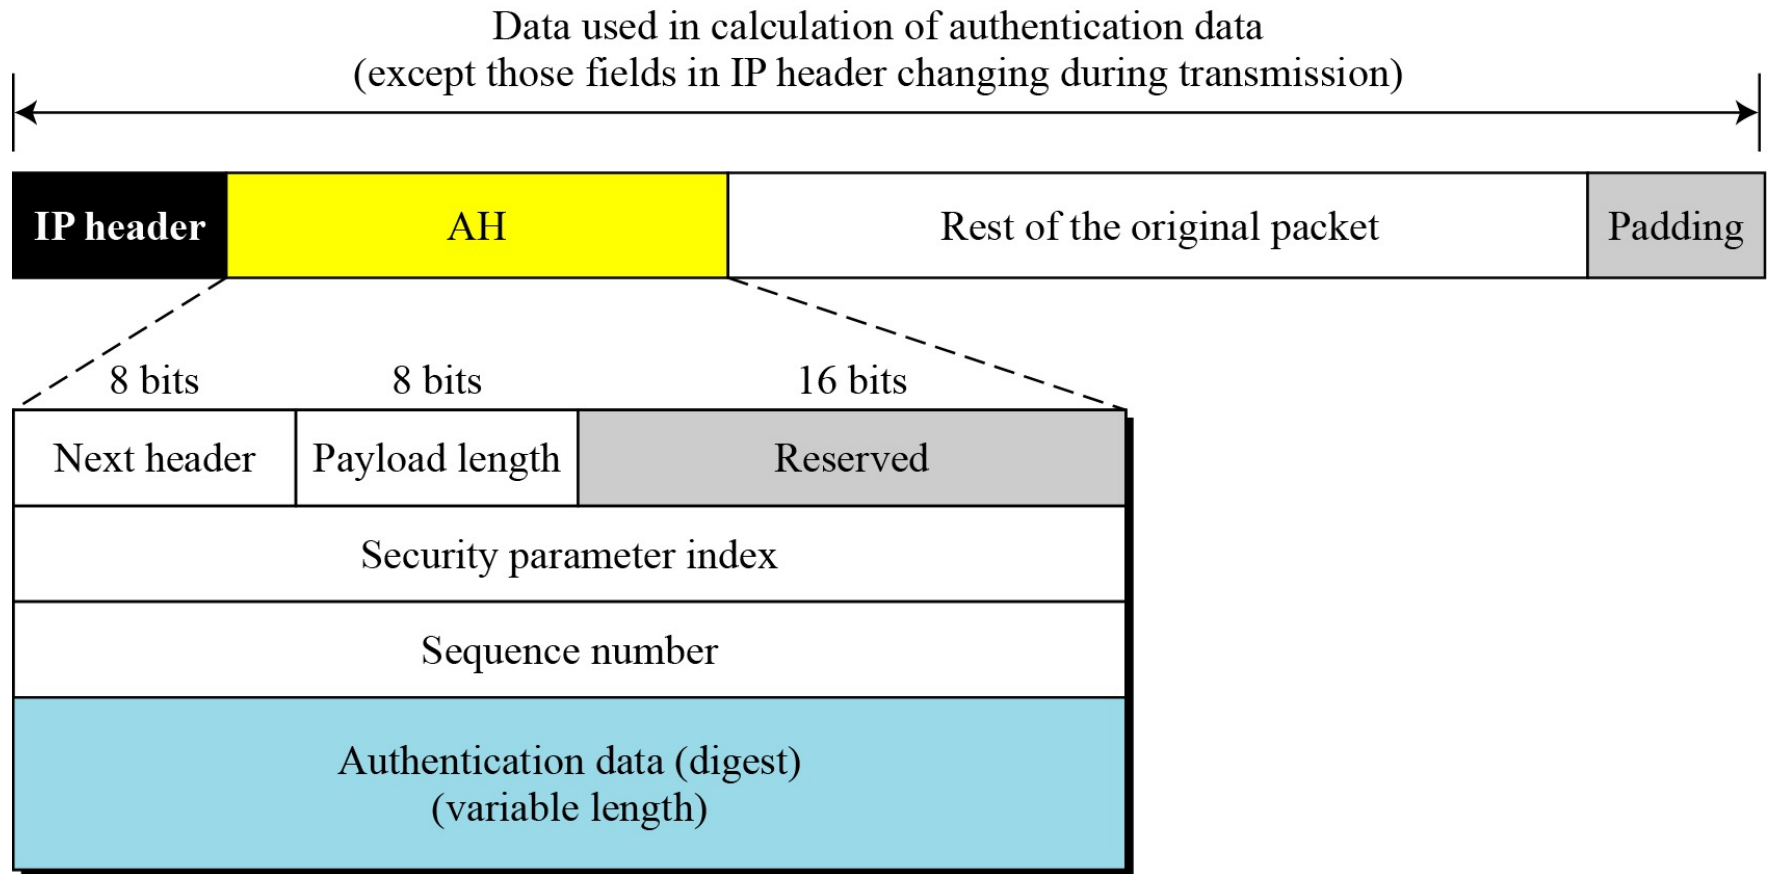 Data used in calculation of authentication data
(except those fields in IP header changing during transmission)
IP header
AH
Rest of the original packet
Padding
8 bits
8 bits
16 bits
Next header
Payload length
Reserved
Security parameter index
Sequence number
Authentication data (digest)
(variable length)